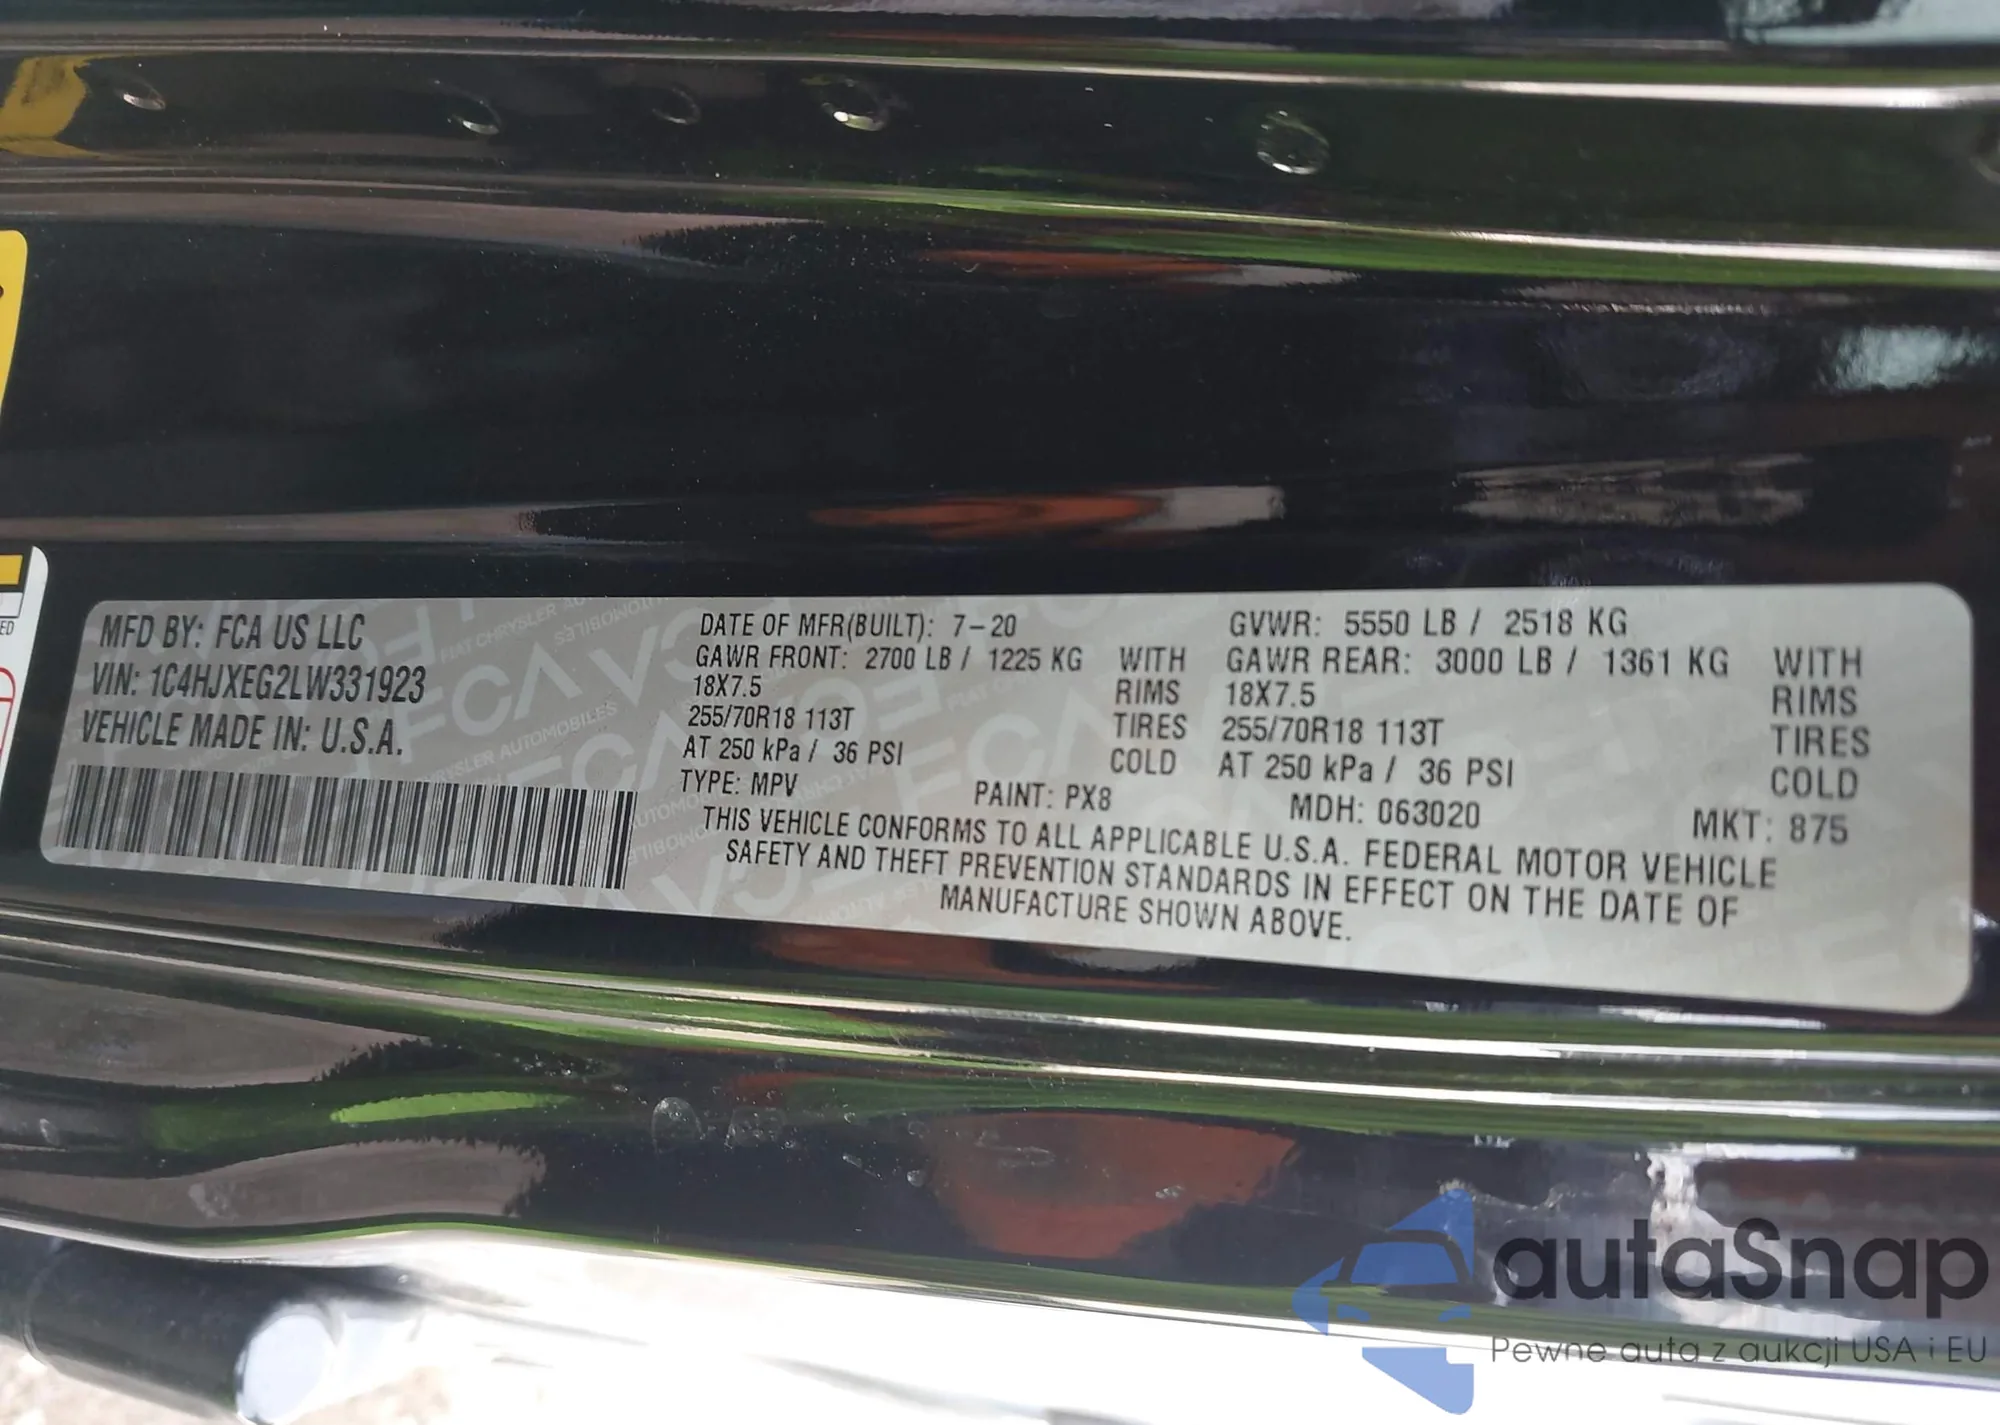 MFD BY: FCA US LLC
VIN: 1C4HJXEG2LW331923
VEHICLE MADE IN: U.S.A.
DATE OF MFR(BUILT): 7-20
GVWR: 5550 LB / 2518 KG
GAWR FRONT: 2700 LB / 1225 KG WITH
GAWR REAR: 3000 LB / 1361 KG WITH
18X7.5 RIMS
18X7.5 RIMS
255/70R18 113T TIRES
255/70R18 113T TIRES
AT 250 kPa / 36 PSI COLD
AT 250 kPa / 36 PSI COLD
TYPE: MPV PAINT: PX8 MDH: 063020 MKT: 875
THIS VEHICLE CONFORMS TO ALL APPLICABLE U.S.A. FEDERAL MOTOR VEHICLE
SAFETY AND THEFT PREVENTION STANDARDS IN EFFECT ON THE DATE OF
MANUFACTURE SHOWN ABOVE.
autaSnap
Pewne auta z aukcji USA i EU